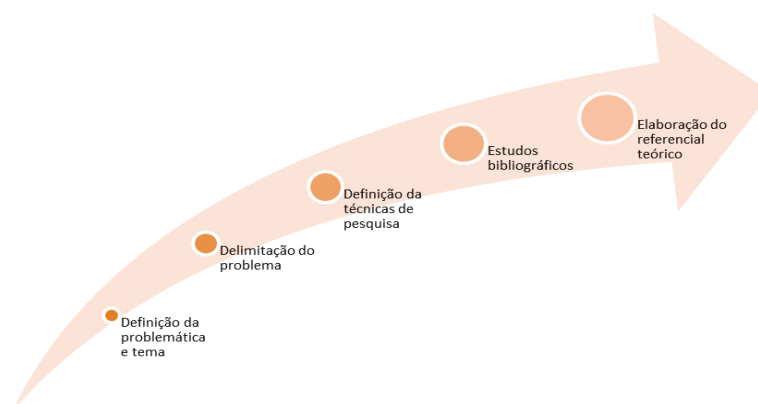 Definição da
problemática
e tema
Delimitação do
problema
Definição da
técnicas de
pesquisa
Estudos
bibliográficos
Elaboração do
referencial
teórico